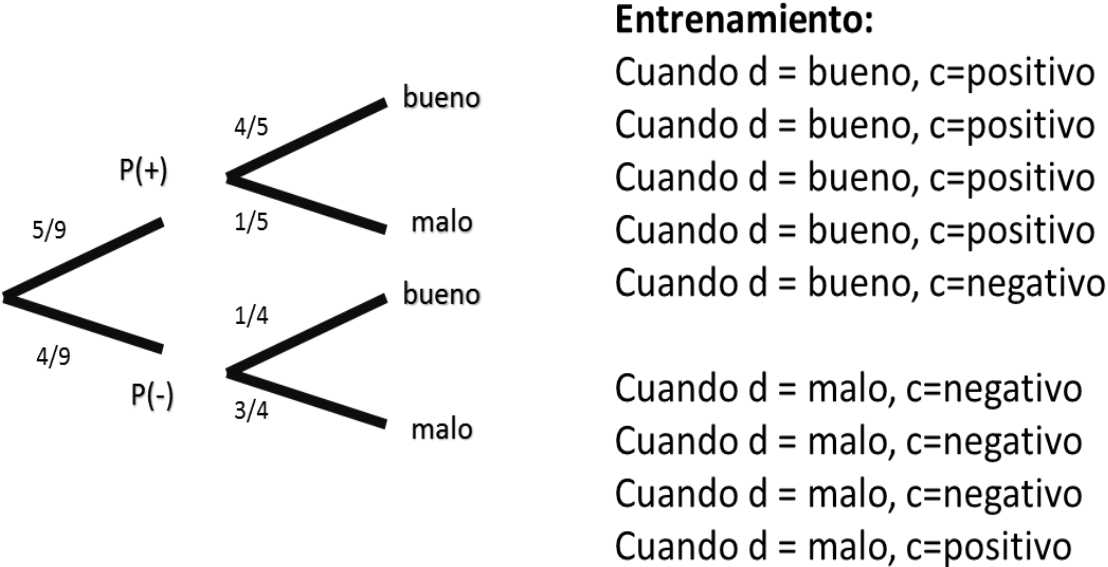 bueno
4/5
P(+)
1/5
malo
5/9
bueno
1/4
4/9
P(-)
3/4
malo
Entrenamiento:
Cuando d = bueno, c=positivo
Cuando d = bueno, c=positivo
Cuando d = bueno, c=positivo
Cuando d = bueno, c=positivo
Cuando d = bueno, c=negativo
Cuando d = malo, c=negativo
Cuando d = malo, c=negativo
Cuando d = malo, c=negativo
Cuando d = malo, c=positivo